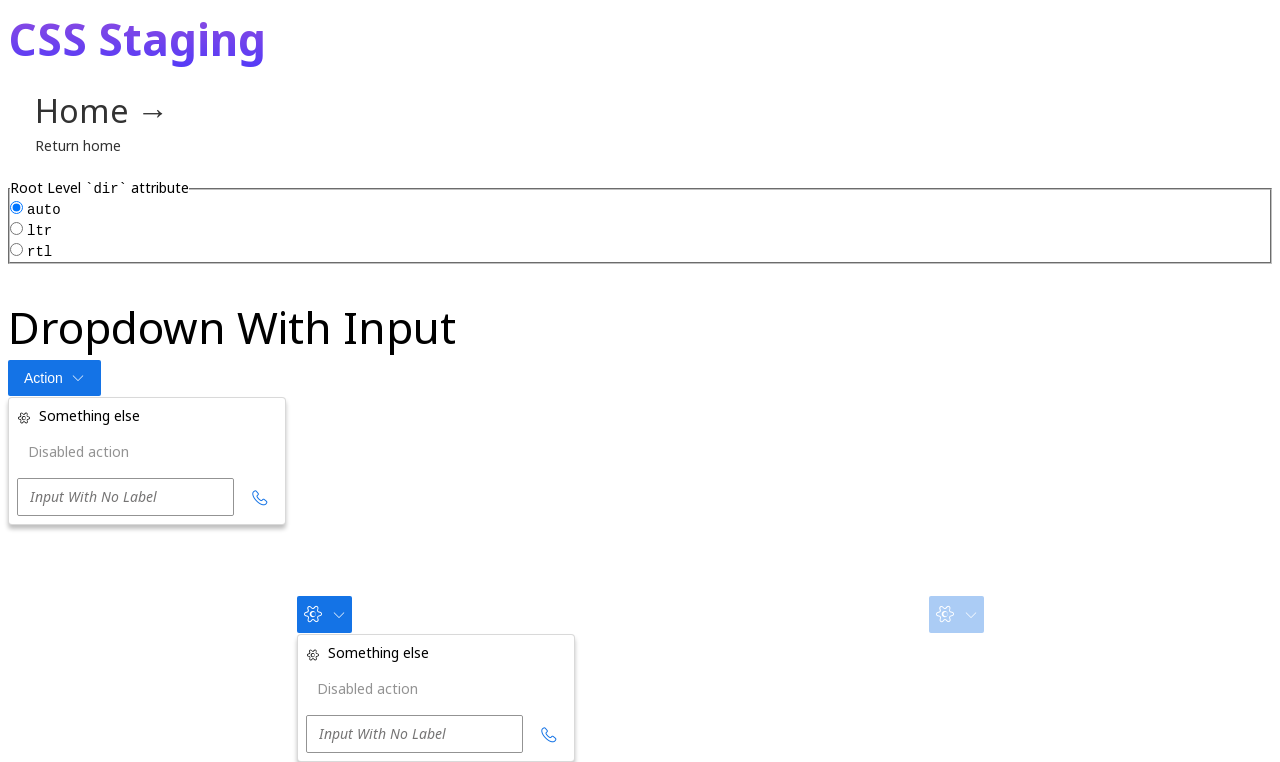 CSS Staging
Home →
Return home
Root Level `dir` attribute
auto
ltr
rtl
Dropdown With Input
Action
Something else
Disabled action
Input With No Label
Something else
Disabled action
Input With No Label